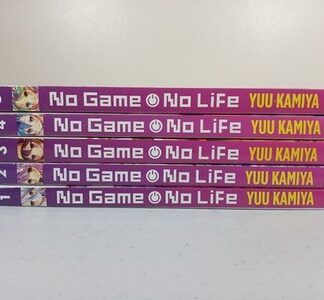 No Game No Life YUU KAMIYA
4 No Game No Life YUU KAMIYA
3 No Game No Life YUU KAMIYA
2 No Game No Life YUU KAMIYA
1 No Game No Life YUU KAMIYA